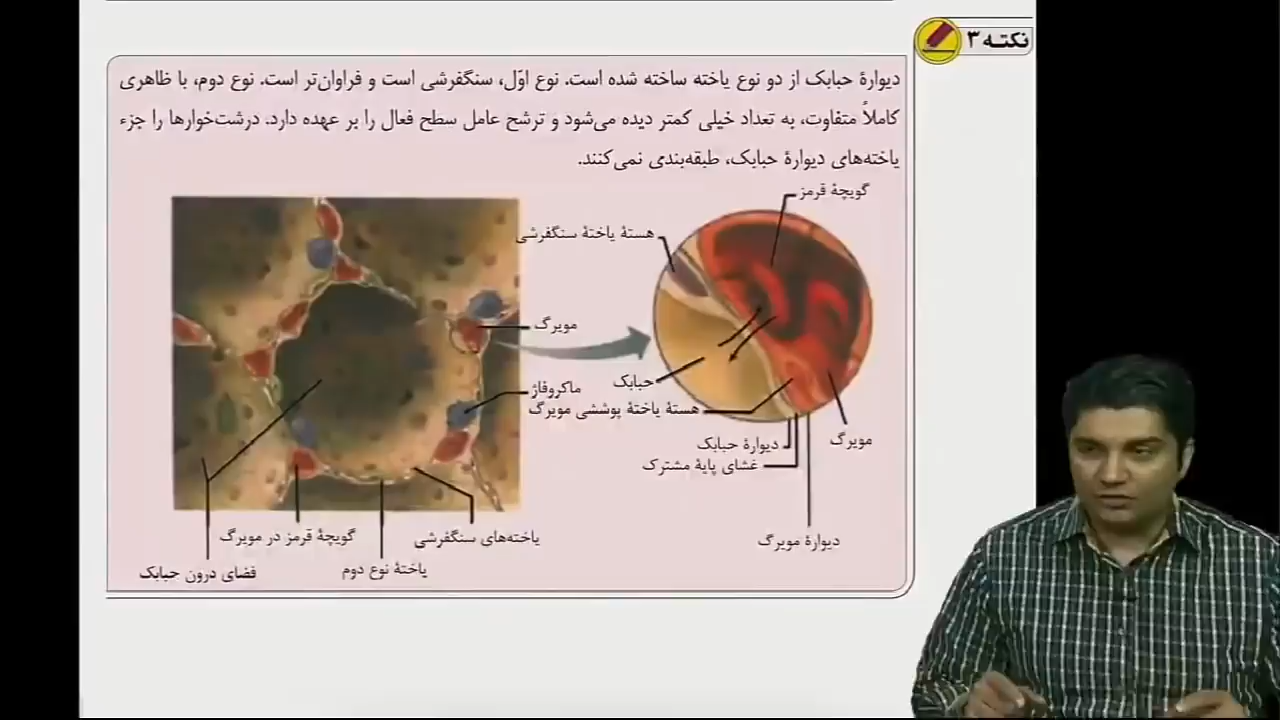 نکتـه ۳
دیوارهٔ حبابک از دو نوع یاخته ساخته شده است. نوع اوّل، سنگفرشی است و فراوان‌تر است. نوع دوم، با ظاهری
کاملاً متفاوت، به تعداد خیلی کمتر دیده می‌شود و ترشح عامل سطح فعال را بر عهده دارد. درشت‌خوارها را جزء
یاخته‌های دیوارهٔ حبابک، طبقه‌بندی نمی‌کنند.
گویچهٔ قرمز
هستهٔ یاختهٔ سنگفرشی
مویرگ
حبابک
ماکروفاژ
هستهٔ یاختهٔ پوششی مویرگ
مویرگ
دیوارهٔ حبابک
غشای پایهٔ مشترک
دیوارهٔ مویرگ
یاخته‌های سنگفرشی
گویچهٔ قرمز در مویرگ
یاختهٔ نوع دوم
فضای درون حبابک